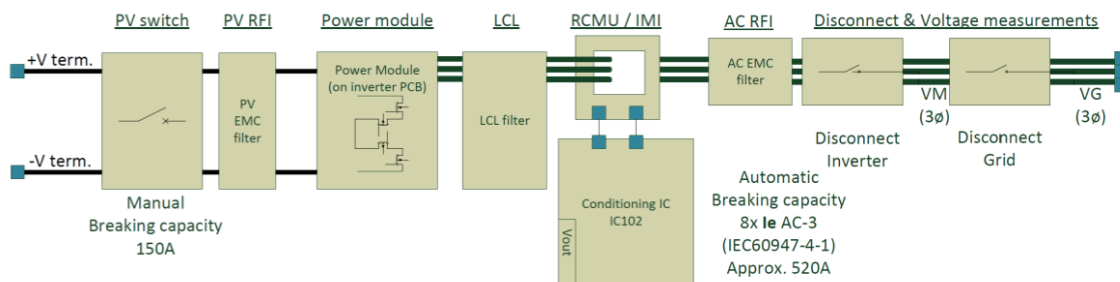 PV switch
PV RFI
Power module
LCL
RCMU / IMI
AC RFI
Disconnect & Voltage measurements
+V term.
-V term.
Manual
Breaking capacity
150A
PV
EMC
filter
Power Module
(on inverter PCB)
LCL filter
Conditioning IC
IC102
Vout
AC EMC
filter
Automatic
Breaking capacity
8x Ie AC-3
(IEC60947-4-1)
Approx. 520A
Disconnect
Inverter
VM
(3ø)
Disconnect
Grid
VG
(3ø)